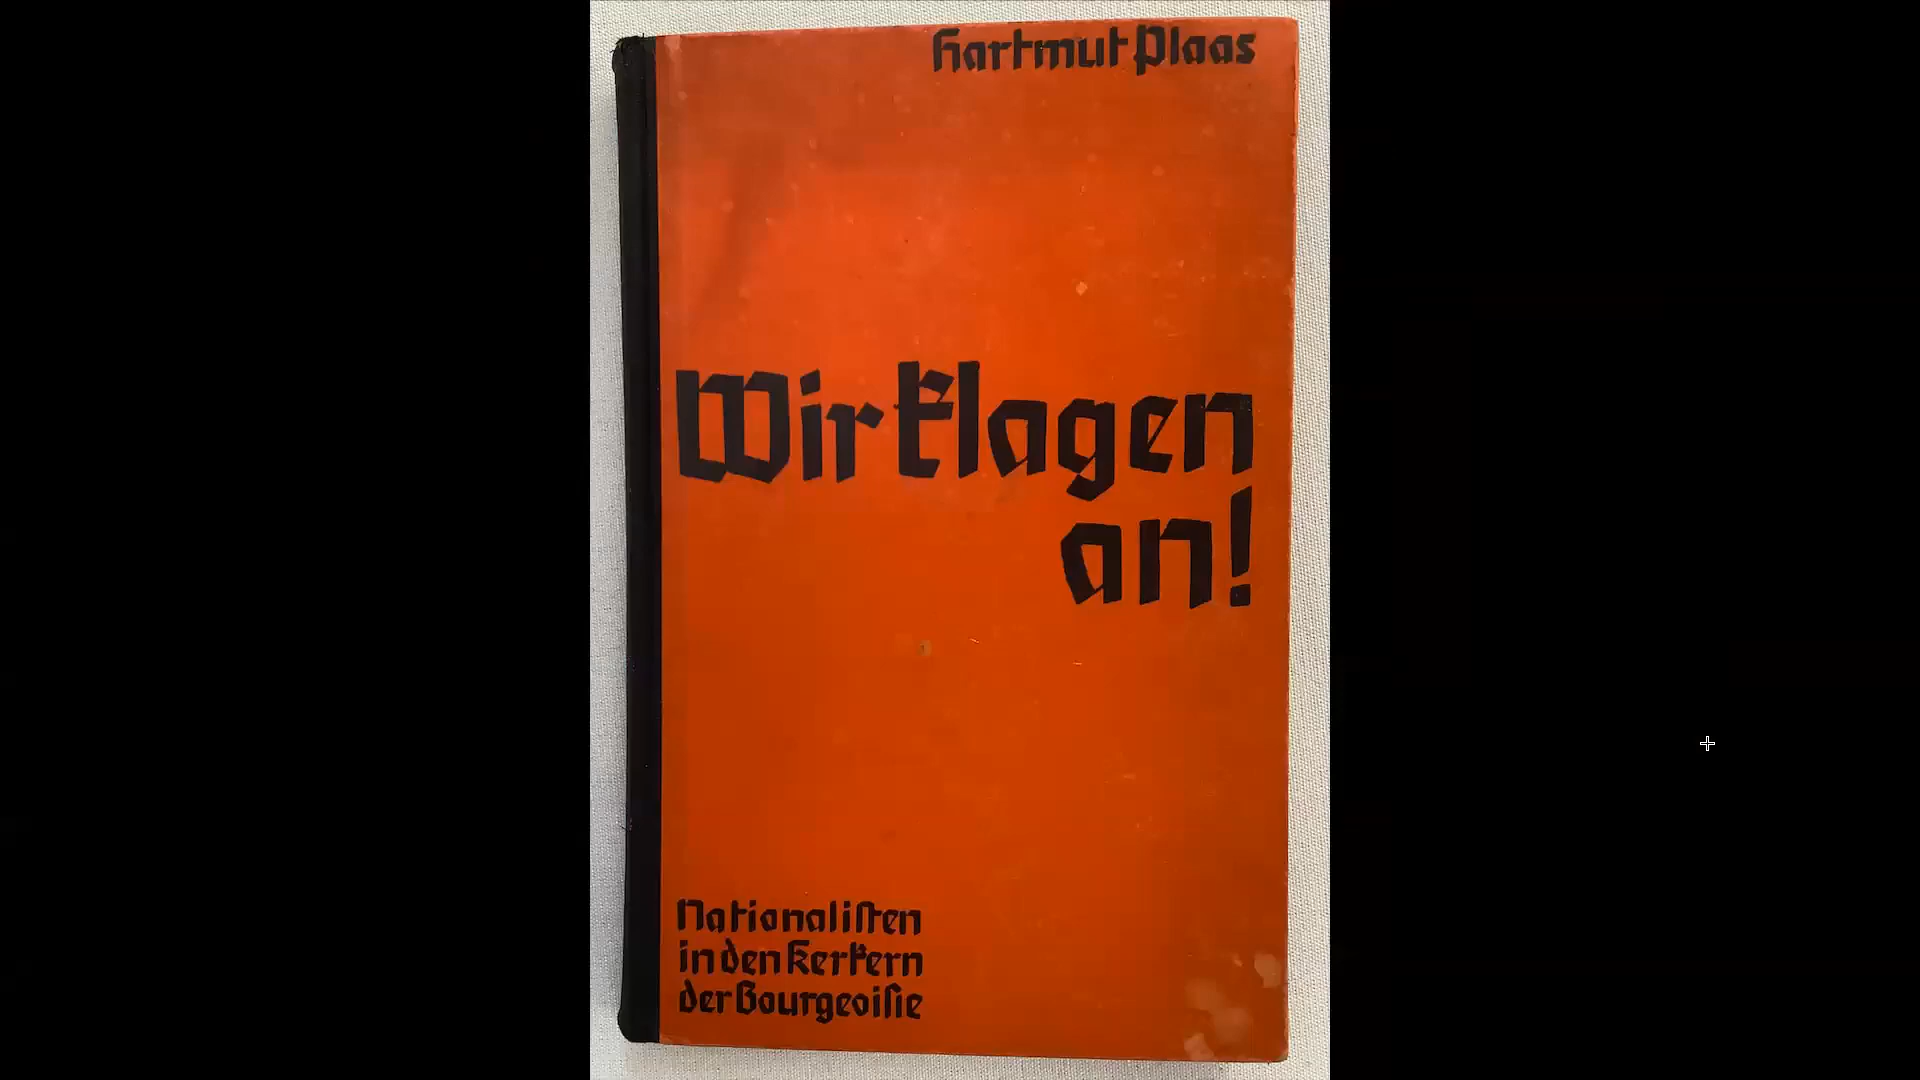 Hartmut Plaas
Wir klagen
an!
Nationaliſten
in den Kerkern
der Bourgeoiſie